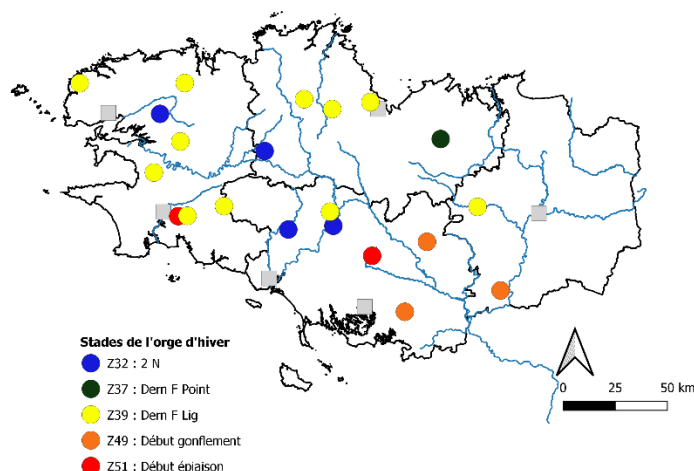 Stades de l'orge d'hiver
Z32 : 2 N
Z37 : Dern F Point
Z39 : Dern F Lig
Z49 : Début gonflement
Z51 : Début épiaison
0 25 50 km